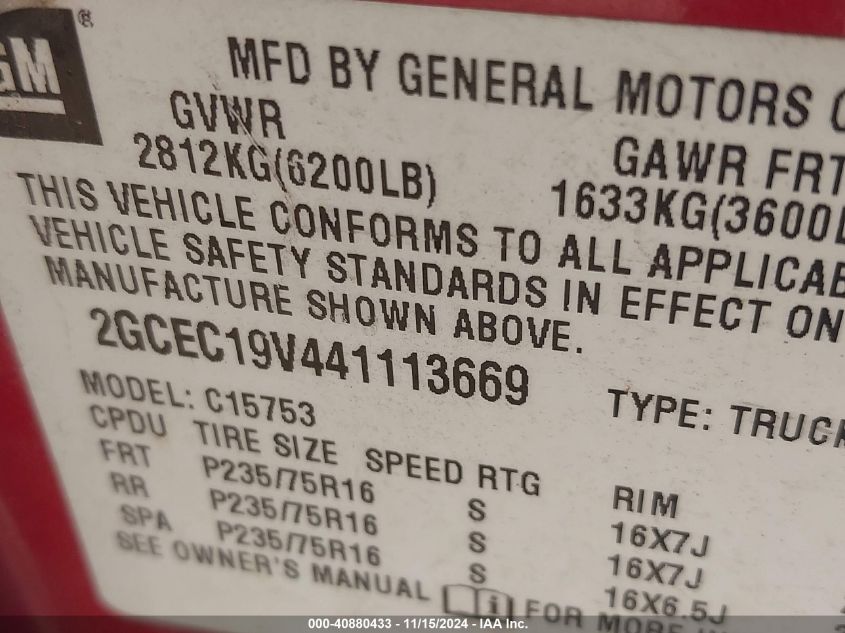 GM ®
MFD BY GENERAL MOTORS
GVWR GAWR FRT
2812KG(6200LB) 1633KG(3600L
THIS VEHICLE CONFORMS TO ALL APPLICAB
VEHICLE SAFETY STANDARDS IN EFFECT ON
MANUFACTURE SHOWN ABOVE.
2GCEC19V441113669 TYPE: TRUCK
MODEL: C15753
CPDU TIRE SIZE SPEED RTG RIM
FRT P235/75R16 S 16X7J
RR P235/75R16 S 16X7J
SPA P235/75R16 S 16X6.5J
SEE OWNER'S MANUAL FOR MORE
000-40880433 - 11/15/2024 - IAA Inc.